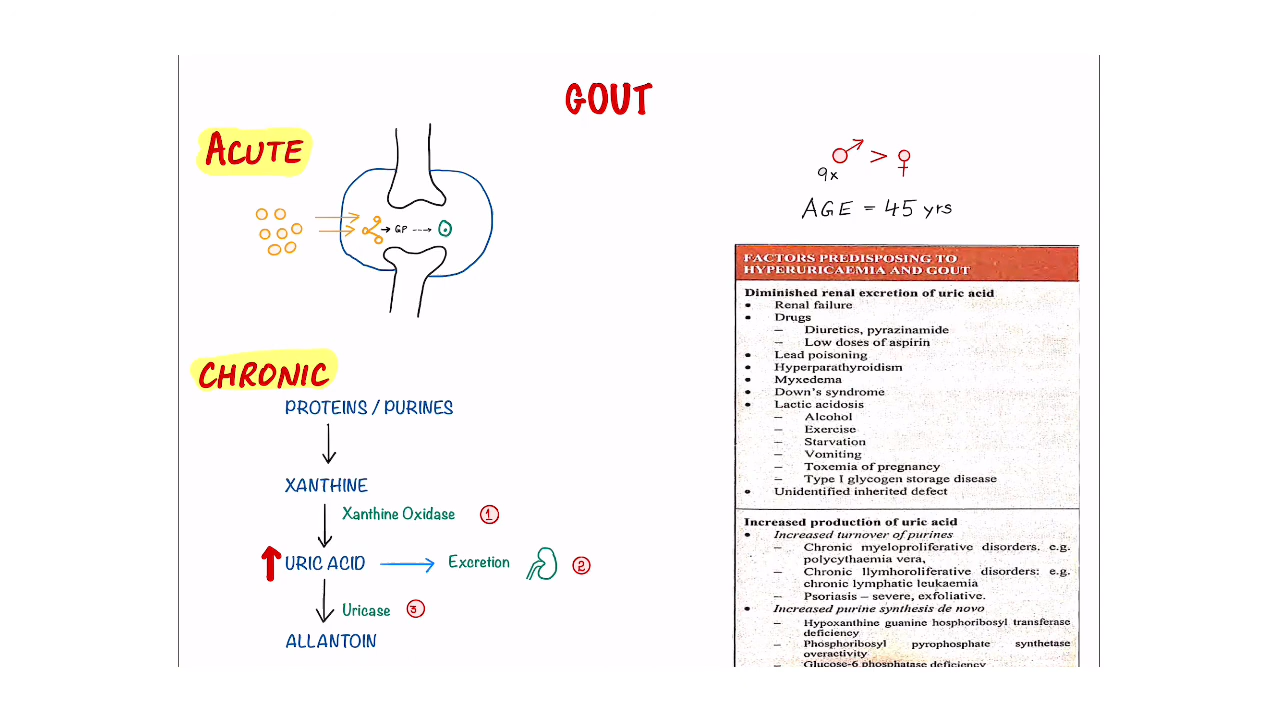 GOUT
ACUTE
GP
CHRONIC
PROTEINS / PURINES
XANTHINE
Xanthine Oxidase 1
URIC ACID Excretion 2
Uricase 3
ALLANTOIN
9x ♂ > ♀
AGE = 45 yrs
FACTORS PREDISPOSING TO
HYPERURICAEMIA AND GOUT
Diminished renal excretion of uric acid
• Renal failure
• Drugs
– Diuretics, pyrazinamide
– Low doses of aspirin
• Lead poisoning
• Hyperparathyroidism
• Myxedema
• Down's syndrome
• Lactic acidosis
– Alcohol
– Exercise
– Starvation
– Vomiting
– Toxemia of pregnancy
– Type I glycogen storage disease
• Unidentified inherited defect
Increased production of uric acid
• Increased turnover of purines
– Chronic myeloproliferative disorders. e.g.
polycythaemia vera,
– Chronic llymhoroliferative disorders: e.g.
chronic lymphatic leukaemia
– Psoriasis – severe, exfoliative.
• Increased purine synthesis de novo
– Hypoxanthine guanine hosphoribosyl transferase
deficiency
– Phosphoribosyl pyrophosphate synthetase
overactivity
– Glucose-6 phosphatase deficiency